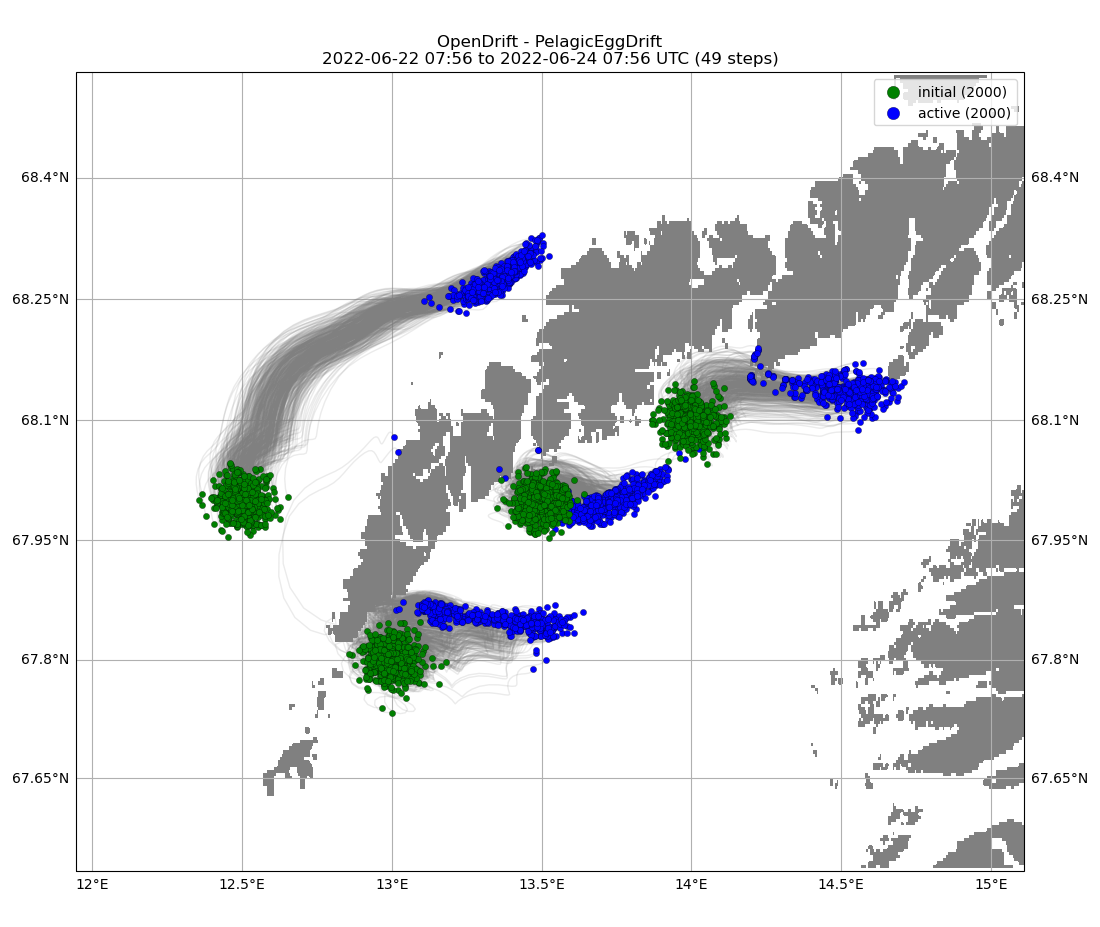 OpenDrift - PelagicEggDrift
2022-06-22 07:56 to 2022-06-24 07:56 UTC (49 steps)
initial (2000)
active (2000)
68.4°N
68.4°N
68.25°N
68.25°N
68.1°N
68.1°N
67.95°N
67.95°N
67.8°N
67.8°N
67.65°N
67.65°N
12°E
12.5°E
13°E
13.5°E
14°E
14.5°E
15°E